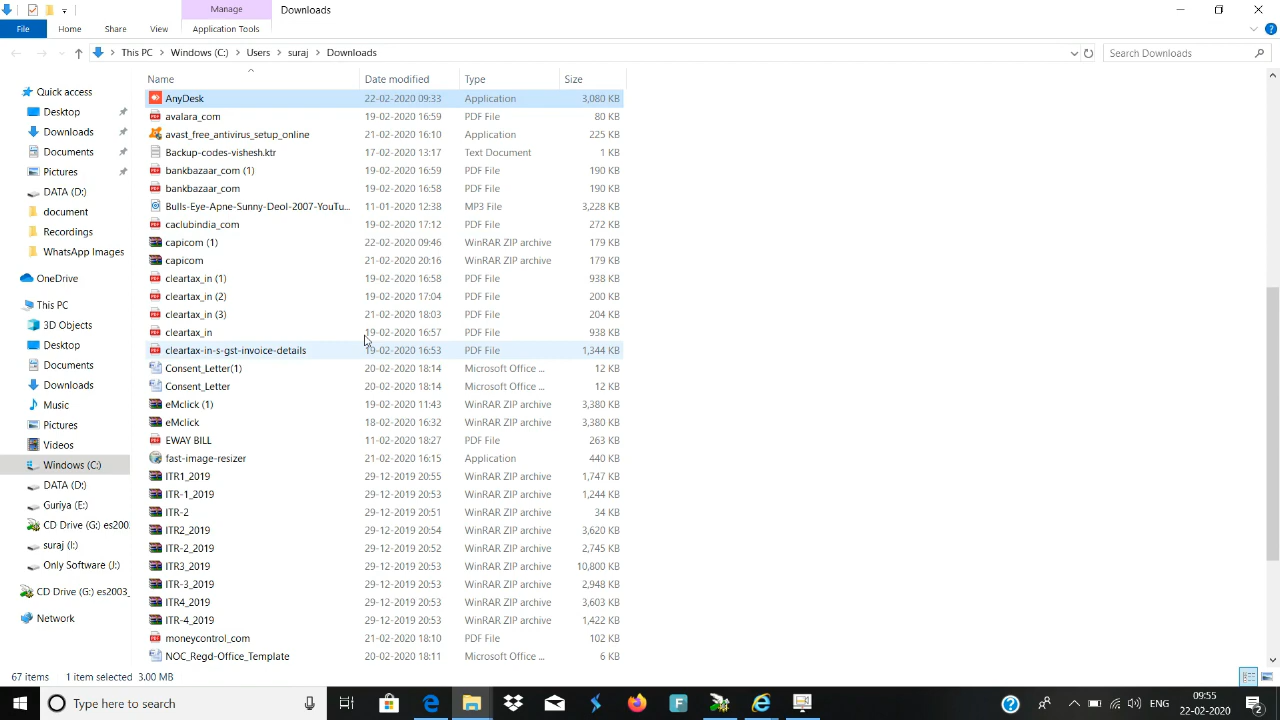 Manage
Downloads
File Home Share View Application Tools
This PC Windows (C:) Users suraj Downloads Search Downloads
Name Date modified Type Size
Quick access
Desktop
Downloads
Documents
Pictures
DATA (D:)
document
Recordings
WhatsApp Images
OneDrive
This PC
3D Objects
Desktop
Documents
Downloads
Music
Pictures
Videos
Windows (C:)
DATA (D:)
Guriya (E:)
CD Drive (G:) es200
suraj (I:)
Only Software (J:)
CD Drive (G:) es2003_
Network
AnyDesk 22-02-2020 09:33 Application 3,080 KB
avalara_com 19-02-2020 16:59 PDF File 80 KB
avast_free_antivirus_setup_online 21-02-2020 16:10 Application 225 KB
Backup-codes-vishesh.ktr 17-02-2020 13:17 Text Document 1 KB
bankbazaar_com (1) 19-02-2020 16:59 PDF File 190 KB
bankbazaar_com 19-02-2020 16:58 PDF File 190 KB
Bulls-Eye-Apne-Sunny-Deol-2007-YouTu... 11-01-2020 12:38 MP3 File 3,228 KB
caclubindia_com 19-02-2020 17:12 PDF File 272 KB
capicom (1) 22-02-2020 09:46 WinRAR ZIP archive 179 KB
capicom 21-02-2020 20:16 WinRAR ZIP archive 179 KB
cleartax_in (1) 19-02-2020 16:58 PDF File 938 KB
cleartax_in (2) 19-02-2020 17:04 PDF File 200 KB
cleartax_in (3) 21-02-2020 18:03 PDF File 204 KB
cleartax_in 19-02-2020 16:57 PDF File 938 KB
cleartax-in-s-gst-invoice-details 19-02-2020 16:53 PDF File 1,344 KB
Consent_Letter(1) 20-02-2020 18:14 Microsoft Office ... 12 KB
Consent_Letter 20-02-2020 18:14 Microsoft Office ... 12 KB
eMclick (1) 19-02-2020 11:43 WinRAR ZIP archive 3,380 KB
eMclick 18-02-2020 16:32 WinRAR ZIP archive 3,380 KB
EWAY BILL 11-02-2020 18:27 PDF File 263 KB
fast-image-resizer 21-02-2020 16:15 Application 440 KB
ITR1_2019 29-12-2019 20:55 WinRAR ZIP archive 1,747 KB
ITR-1_2019 29-12-2019 20:53 WinRAR ZIP archive 1,244 KB
ITR-2 29-12-2019 20:51 WinRAR ZIP archive 34 KB
ITR2_2019 29-12-2019 20:54 WinRAR ZIP archive 3,620 KB
ITR-2_2019 29-12-2019 20:52 WinRAR ZIP archive 2,745 KB
ITR3_2019 29-12-2019 20:53 WinRAR ZIP archive 10,800 KB
ITR-3_2019 29-12-2019 20:53 WinRAR ZIP archive 2,948 KB
ITR4_2019 29-12-2019 20:53 WinRAR ZIP archive 3,603 KB
ITR-4_2019 29-12-2019 20:53 WinRAR ZIP archive 1,422 KB
moneycontrol_com 21-02-2020 18:10 PDF File 102 KB
NOC_Regd-Office_Template 20-02-2020 18:11 Microsoft Office ... 6 KB
67 items 1 item selected 3.00 MB
Type here to search
ENG
09:55
22-02-2020
2